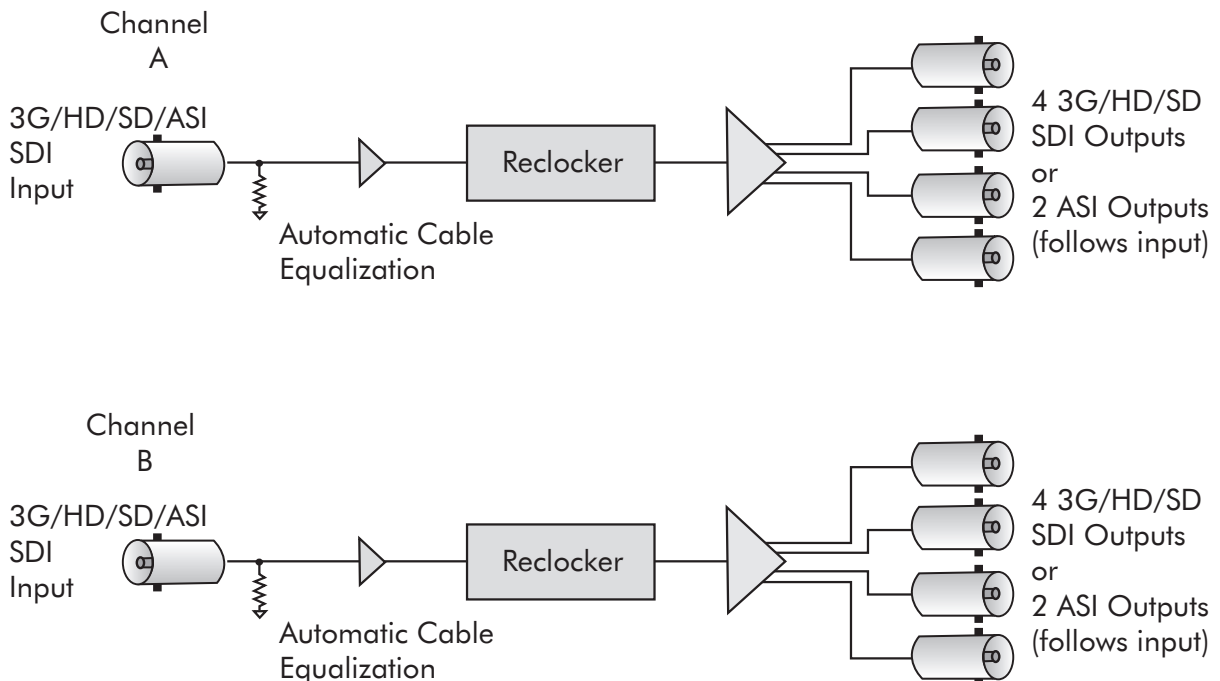 Channel
A
3G/HD/SD/ASI
SDI
Input
Automatic Cable
Equalization
Reclocker
4 3G/HD/SD
SDI Outputs
or
2 ASI Outputs
(follows input)
Channel
B
3G/HD/SD/ASI
SDI
Input
Automatic Cable
Equalization
Reclocker
4 3G/HD/SD
SDI Outputs
or
2 ASI Outputs
(follows input)